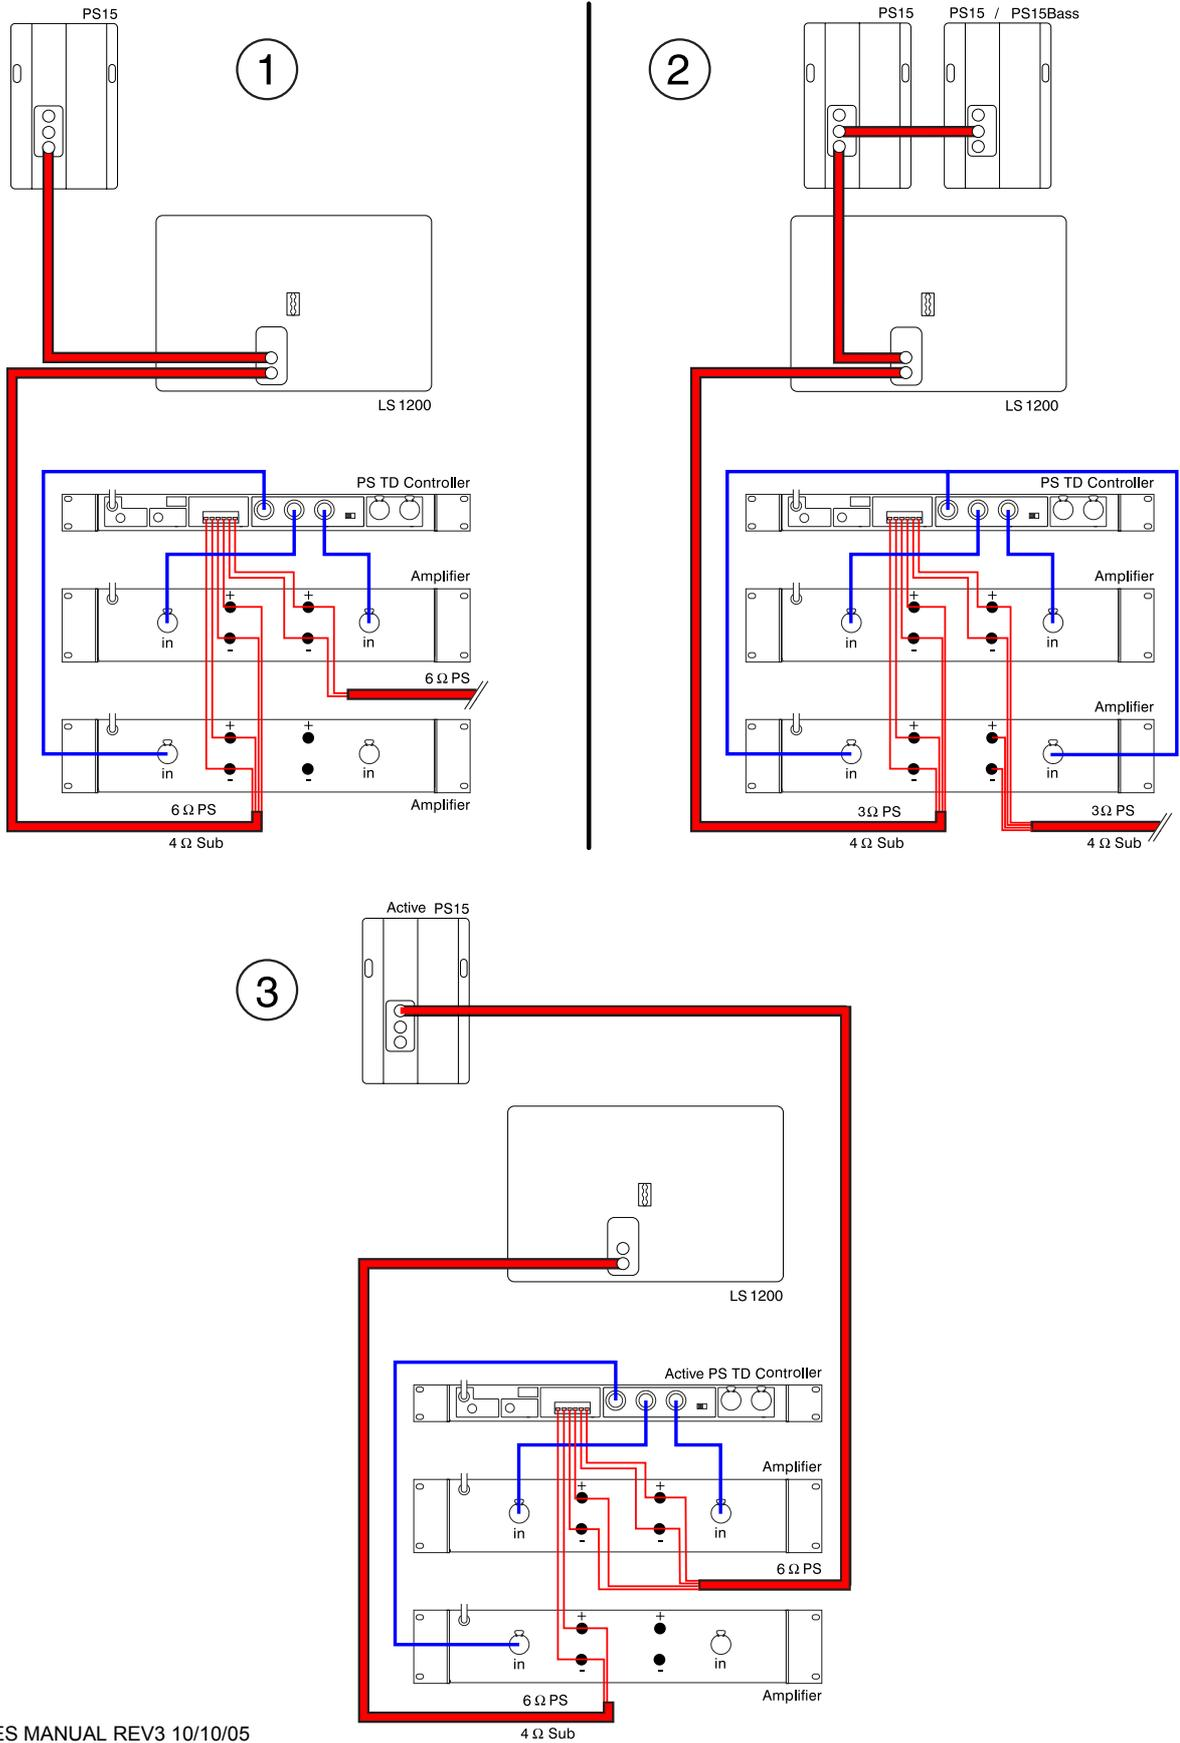 PS15
1
LS 1200
PS TD Controller
Amplifier
+ +
in in
- -
6 Ω PS
+ +
in in
- -
Amplifier
6 Ω PS
4 Ω Sub
PS15
PS15 / PS15Bass
2
LS 1200
PS TD Controller
Amplifier
+ +
in in
- -
Amplifier
+ +
in in
- -
3Ω PS
4 Ω Sub
3Ω PS
4 Ω Sub
Active PS15
3
LS 1200
Active PS TD Controller
Amplifier
+ +
in in
- -
6 Ω PS
+ +
in in
- -
Amplifier
6 Ω PS
4 Ω Sub
ES MANUAL REV3 10/10/05